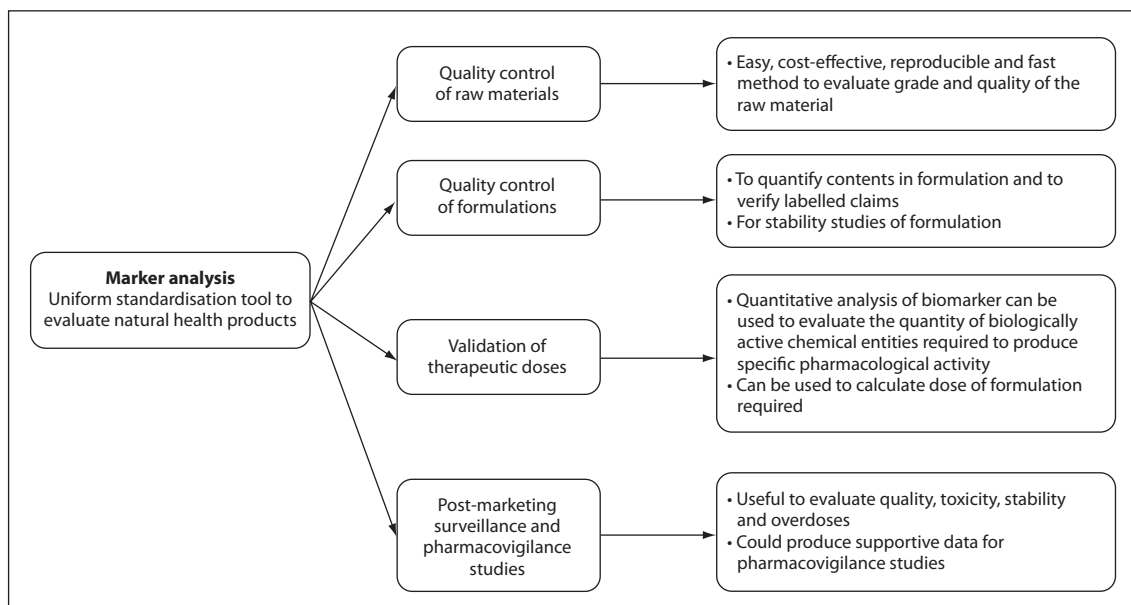 Marker analysis
Uniform standardisation tool to
evaluate natural health products
Quality control
of raw materials
• Easy, cost-effective, reproducible and fast
method to evaluate grade and quality of the
raw material
Quality control
of formulations
• To quantify contents in formulation and to
verify labelled claims
• For stability studies of formulation
Validation of
therapeutic doses
• Quantitative analysis of biomarker can be
used to evaluate the quantity of biologically
active chemical entities required to produce
specific pharmacological activity
• Can be used to calculate dose of formulation
required
Post-marketing
surveillance and
pharmacovigilance
studies
• Useful to evaluate quality, toxicity, stability
and overdoses
• Could produce supportive data for
pharmacovigilance studies